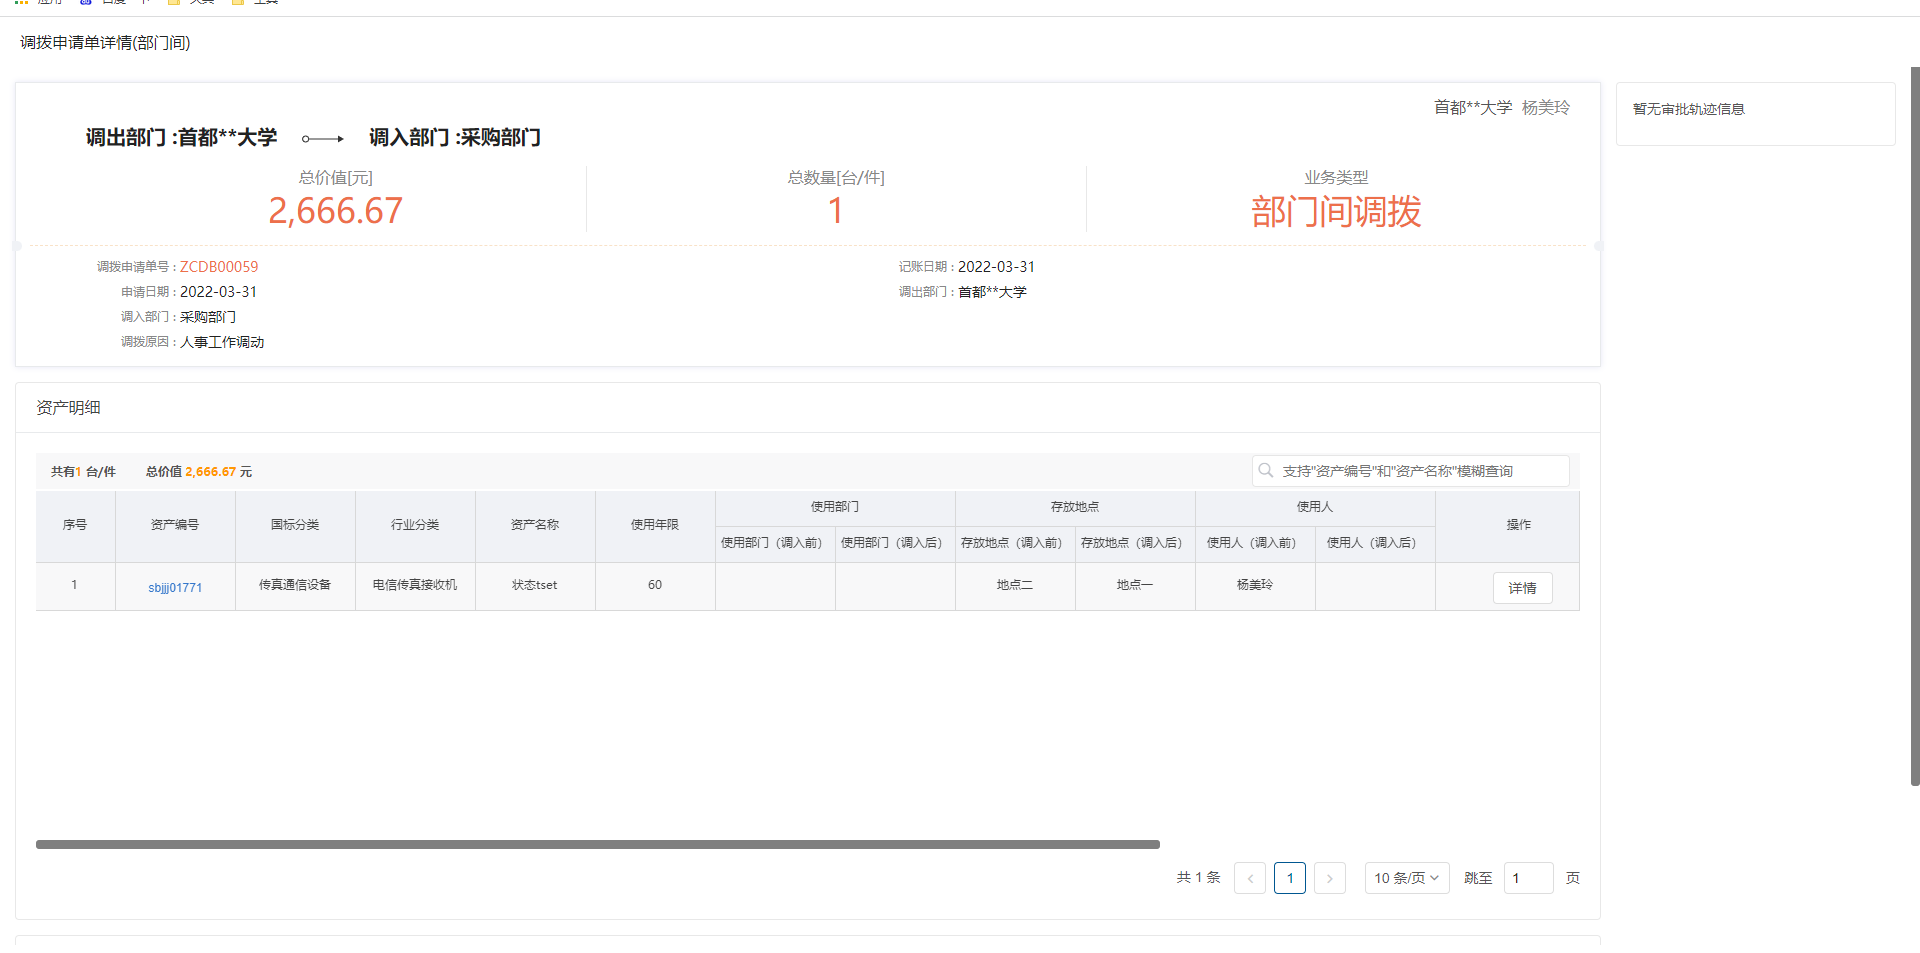 调拨申请单详情(部门间)
首都**大学 杨美玲
暂无审批轨迹信息
调出部门 :首都**大学 调入部门 :采购部门
总价值[元] 总数量[台/件] 业务类型
2,666.67 1 部门间调拨
调拨申请单号 : ZCDB00059 记账日期 : 2022-03-31
申请日期 : 2022-03-31 调出部门 : 首都**大学
调入部门 : 采购部门
调拨原因 : 人事工作调动
资产明细
共有1 台/件 总价值 2,666.67 元 支持"资产编号"和"资产名称"模糊查询
序号 资产编号 国标分类 行业分类 资产名称 使用年限 使用部门 存放地点 使用人 操作
使用部门（调入前） 使用部门（调入后） 存放地点（调入前） 存放地点（调入后） 使用人（调入前） 使用人（调入后）
1 sbjjj01771 传真通信设备 电信传真接收机 状态tset 60 地点二 地点一 杨美玲 详情
共 1 条 < 1 > 10 条/页 跳至 1 页